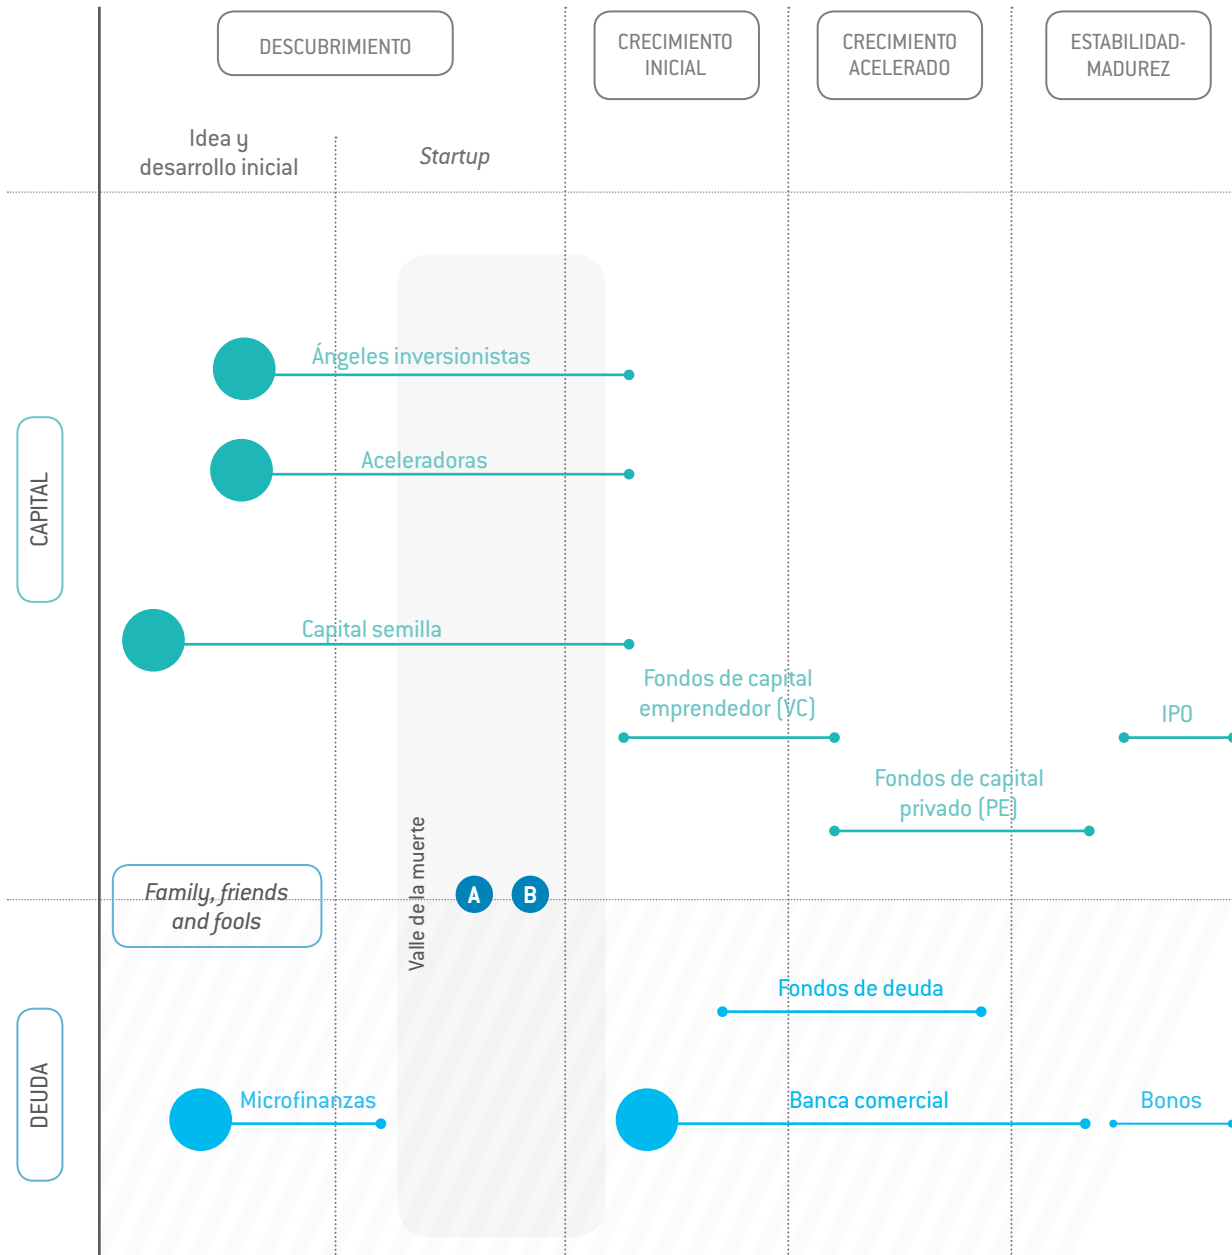 DESCUBRIMIENTO
CRECIMIENTO
INICIAL
CRECIMIENTO
ACELERADO
ESTABILIDAD-
MADUREZ
Idea y
desarrollo inicial
Startup
CAPITAL
Ángeles inversionistas
Aceleradoras
Capital semilla
Fondos de capital
emprendedor (VC)
IPO
Fondos de capital
privado (PE)
Valle de la muerte
Family, friends
and fools
A
B
DEUDA
Fondos de deuda
Microfinanzas
Banca comercial
Bonos